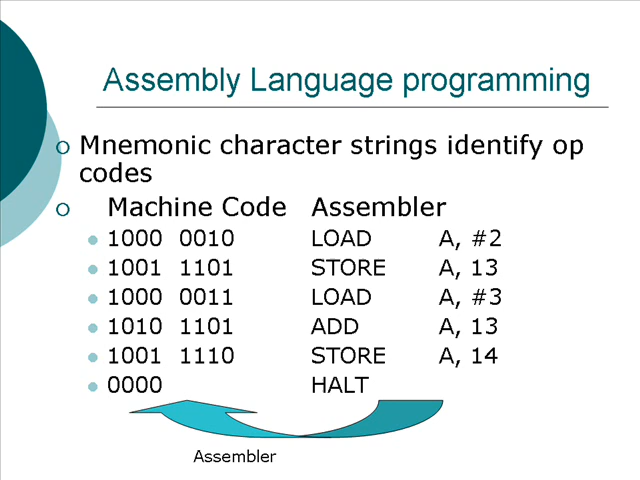 Assembly Language programming
Mnemonic character strings identify op
codes
Machine Code Assembler
1000 0010 LOAD A, #2
1001 1101 STORE A, 13
1000 0011 LOAD A, #3
1010 1101 ADD A, 13
1001 1110 STORE A, 14
0000 HALT
Assembler